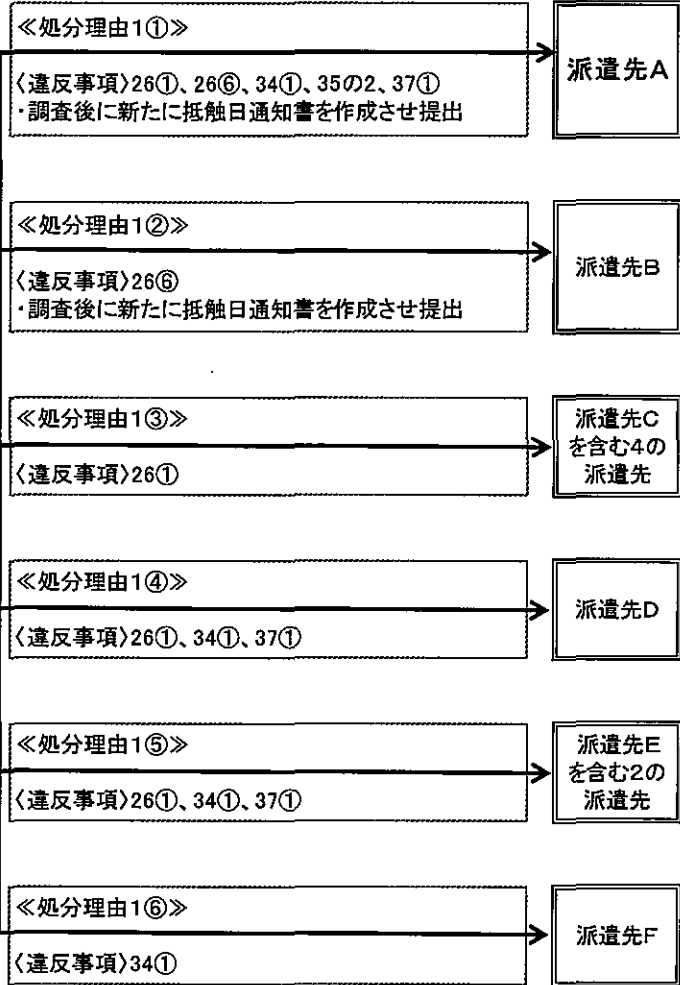 ≪処分理由1①≫
〈違反事項〉26①、26⑥、34①、35の2、37①
・調査後に新たに抵触日通知書を作成させ提出
派遣先A
≪処分理由1②≫
〈違反事項〉26⑥
・調査後に新たに抵触日通知書を作成させ提出
派遣先B
≪処分理由1③≫
〈違反事項〉26①
派遣先C
を含む4の
派遣先
≪処分理由1④≫
〈違反事項〉26①、34①、37①
派遣先D
≪処分理由1⑤≫
〈違反事項〉26①、34①、37①
派遣先E
を含む2の
派遣先
≪処分理由1⑥≫
〈違反事項〉34①
派遣先F